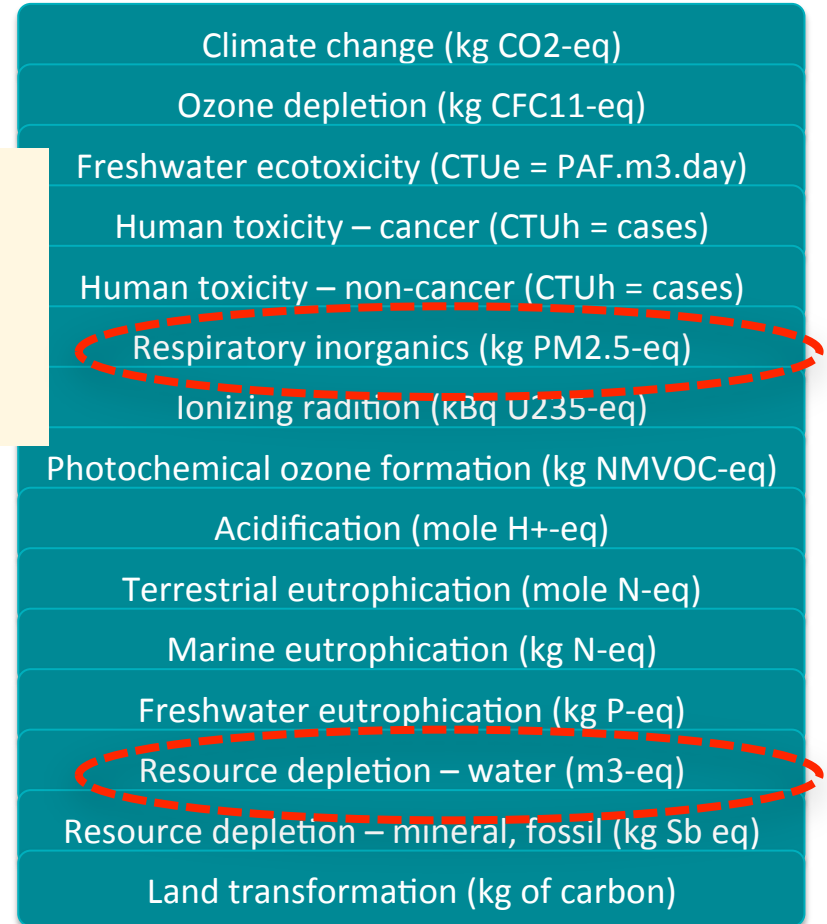 Climate change (kg CO2-eq)
Ozone depletion (kg CFC11-eq)
Freshwater ecotoxicity (CTUe = PAF.m3.day)
Human toxicity – cancer (CTUh = cases)
Human toxicity – non-cancer (CTUh = cases)
Respiratory inorganics (kg PM2.5-eq)
Ionizing radition (kBq U235-eq)
Photochemical ozone formation (kg NMVOC-eq)
Acidification (mole H+-eq)
Terrestrial eutrophication (mole N-eq)
Marine eutrophication (kg N-eq)
Freshwater eutrophication (kg P-eq)
Resource depletion – water (m3-eq)
Resource depletion – mineral, fossil (kg Sb eq)
Land transformation (kg of carbon)